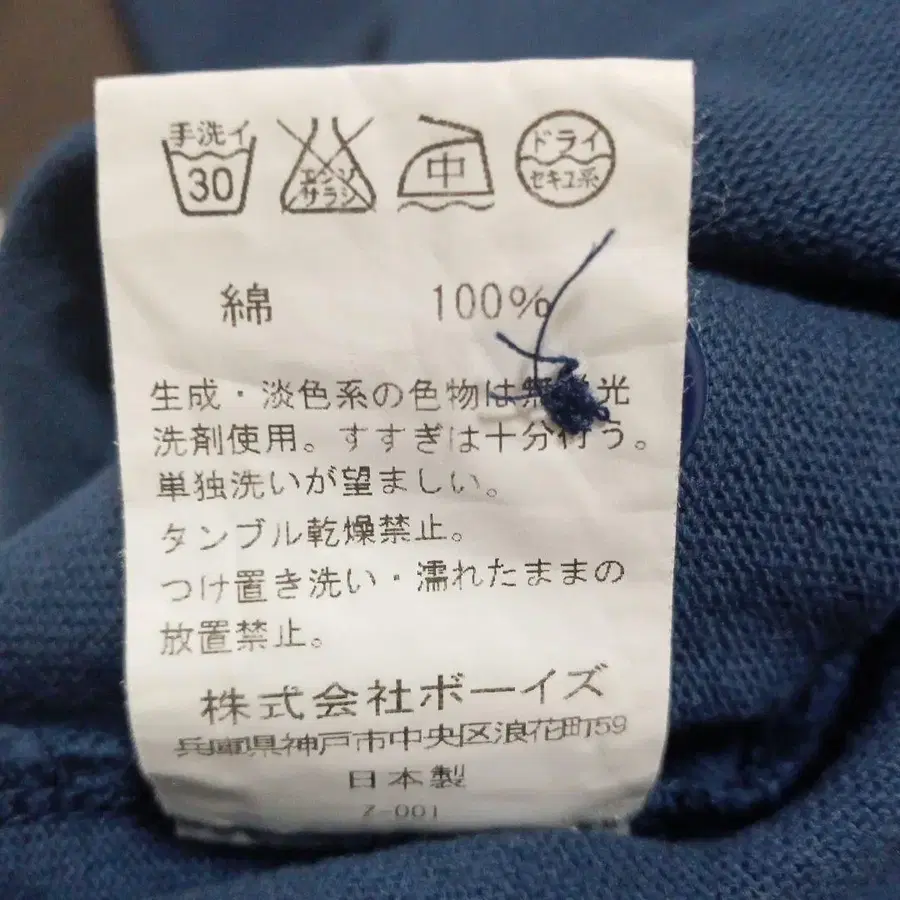 手洗イ
30
エンソ
サラシ
中
ドライ
セキユ系
綿 100%
生成・淡色系の色物は無蛍光
洗剤使用。すすぎは十分行う。
単独洗いが望ましい。
タンブル乾燥禁止。
つけ置き洗い・濡れたままの
放置禁止。
株式会社ボーイズ
兵庫県神戸市中央区浪花町59
日本製
Z-001